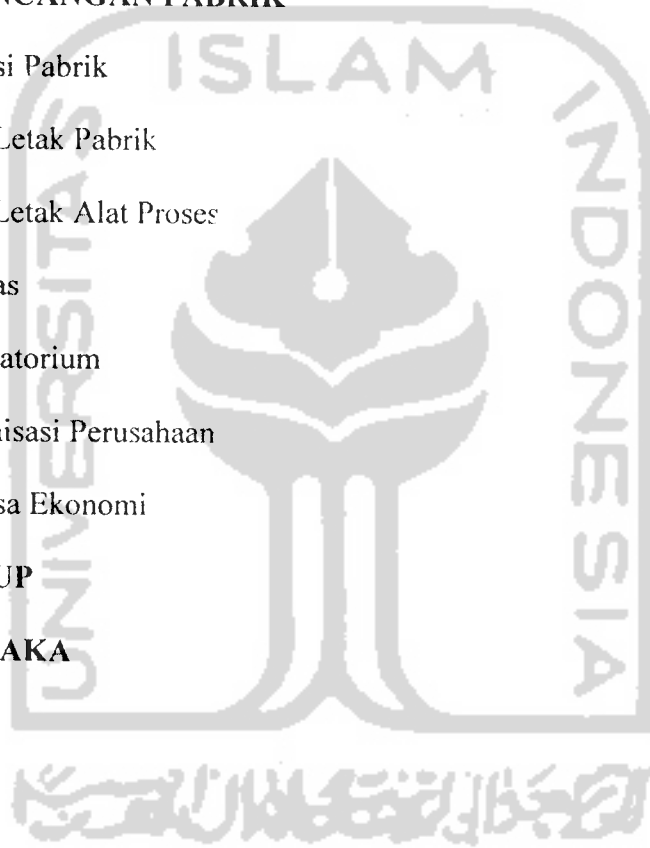 NCANGAN PABRIK
ISLAM
si Pabrik
Letak Pabrik
Letak Alat Proses
as
atorium
nisasi Perusahaan
sa Ekonomi
UP
AKA
UNIVERSITAS
INDONESIA